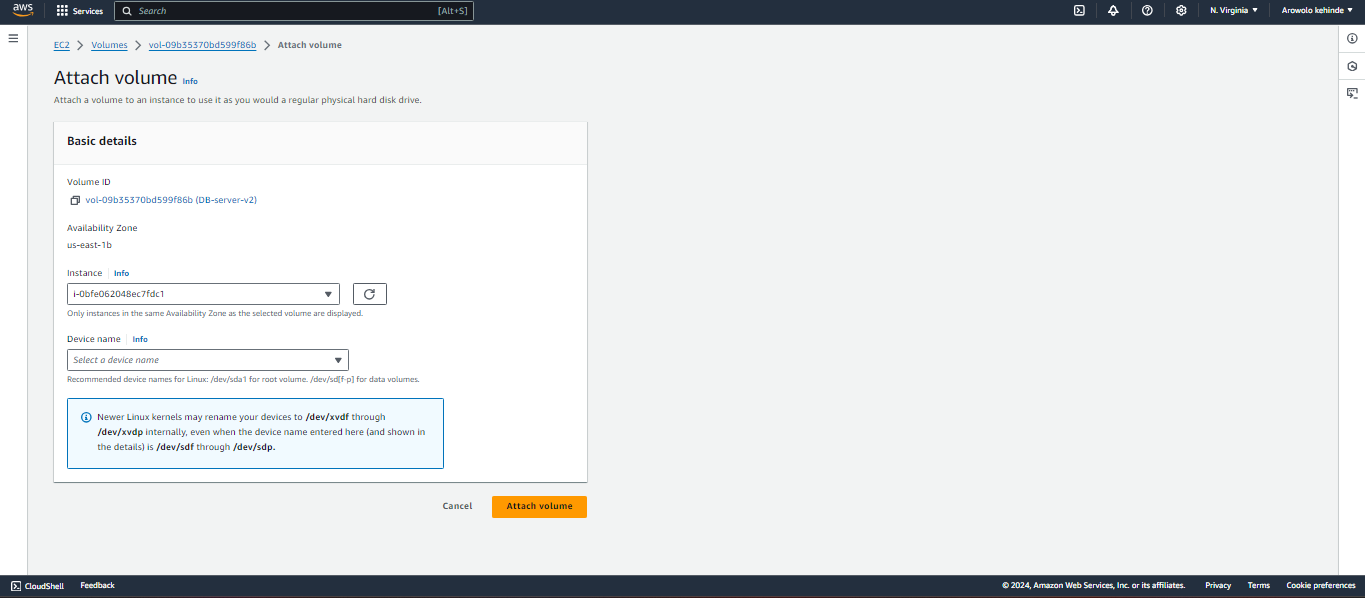 aws Services Search [Alt+S] N. Virginia Arowolo kehinde
EC2 Volumes vol-09b35370bd599f86b Attach volume
Attach volume Info
Attach a volume to an instance to use it as you would a regular physical hard disk drive.
Basic details
Volume ID
vol-09b35370bd599f86b (DB-server-v2)
Availability Zone
us-east-1b
Instance Info
i-0bfe062048ec7fdc1
Only instances in the same Availability Zone as the selected volume are displayed.
Device name Info
Select a device name
Recommended device names for Linux: /dev/sda1 for root volume. /dev/sd[f-p] for data volumes.
Newer Linux kernels may rename your devices to /dev/xvdf through
/dev/xvdp internally, even when the device name entered here (and shown in
the details) is /dev/sdf through /dev/sdp.
Cancel Attach volume
CloudShell Feedback © 2024, Amazon Web Services, Inc. or its affiliates. Privacy Terms Cookie preferences